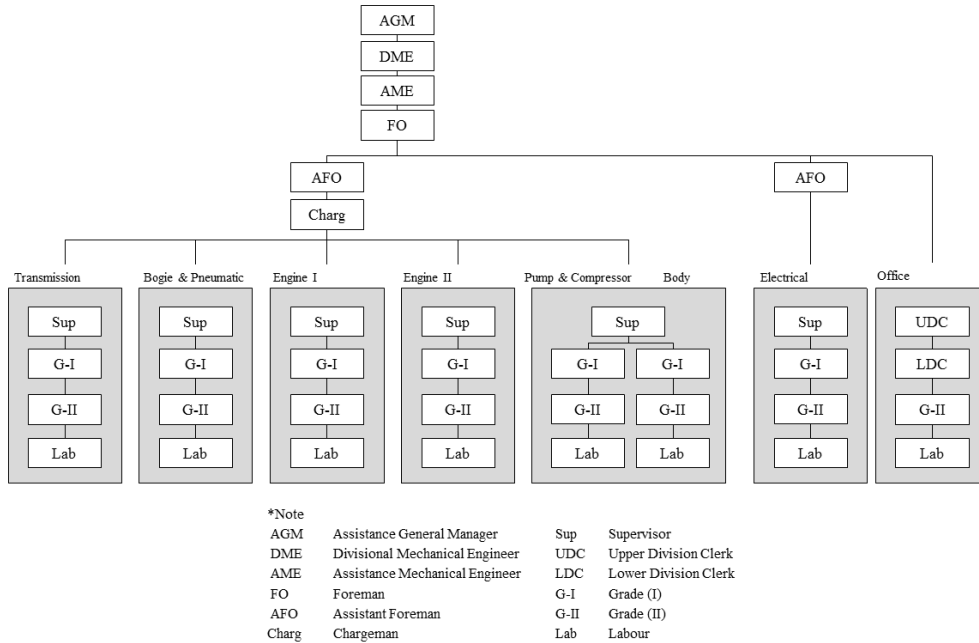 AGM
DME
AME
FO
AFO AFO
Charg
Transmission Bogie & Pneumatic Engine I Engine II Pump & Compressor Body Electrical Office
Sup Sup Sup Sup Sup Sup UDC
G-I G-I G-I G-I G-I G-I G-I LDC
G-II G-II G-II G-II G-II G-II G-II G-II
Lab Lab Lab Lab Lab Lab Lab Lab
*Note
AGM Assistance General Manager Sup Supervisor
DME Divisional Mechanical Engineer UDC Upper Division Clerk
AME Assistance Mechanical Engineer LDC Lower Division Clerk
FO Foreman G-I Grade (I)
AFO Assistant Foreman G-II Grade (II)
Charg Chargeman Lab Labour